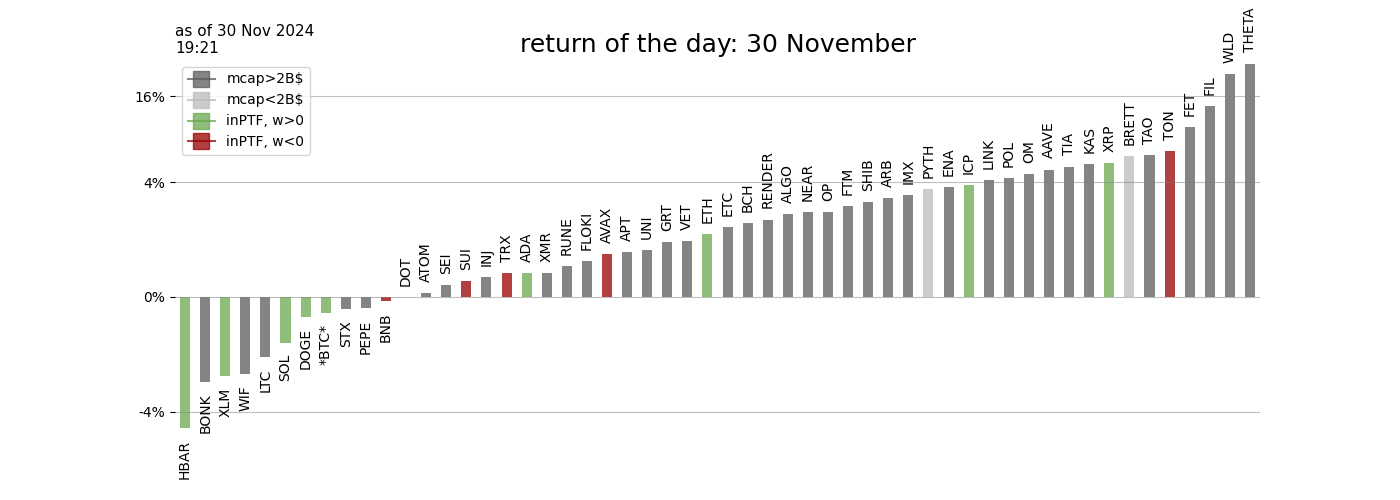 as of 30 Nov 2024
19:21
return of the day: 30 November
mcap>2B$
mcap<2B$
inPTF, w>0
inPTF, w<0
16%
4%
0%
-4%
HBAR
BONK
XLM
WIF
LTC
SOL
DOGE
*BTC*
STX
PEPE
BNB
DOT
ATOM
SEI
SUI
INJ
TRX
ADA
XMR
RUNE
FLOKI
AVAX
APT
UNI
GRT
VET
ETH
ETC
BCH
RENDER
ALGO
NEAR
OP
FTM
SHIB
ARB
IMX
PYTH
ENA
ICP
LINK
POL
OM
AAVE
TIA
KAS
XRP
BRETT
TAO
TON
FET
FIL
WLD
THETA